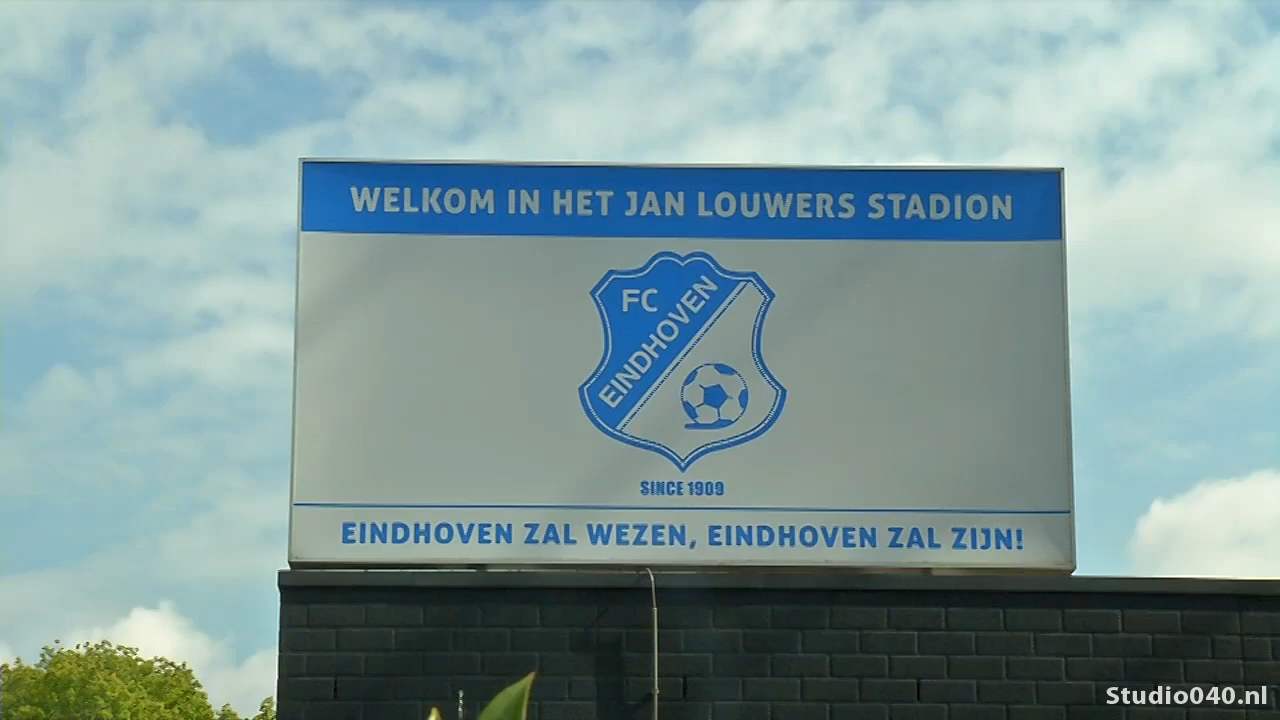 WELKOM IN HET JAN LOUWERS STADION
FC
EINDHOVEN
SINCE 1909
EINDHOVEN ZAL WEZEN, EINDHOVEN ZAL ZIJN!
Studio040.nl